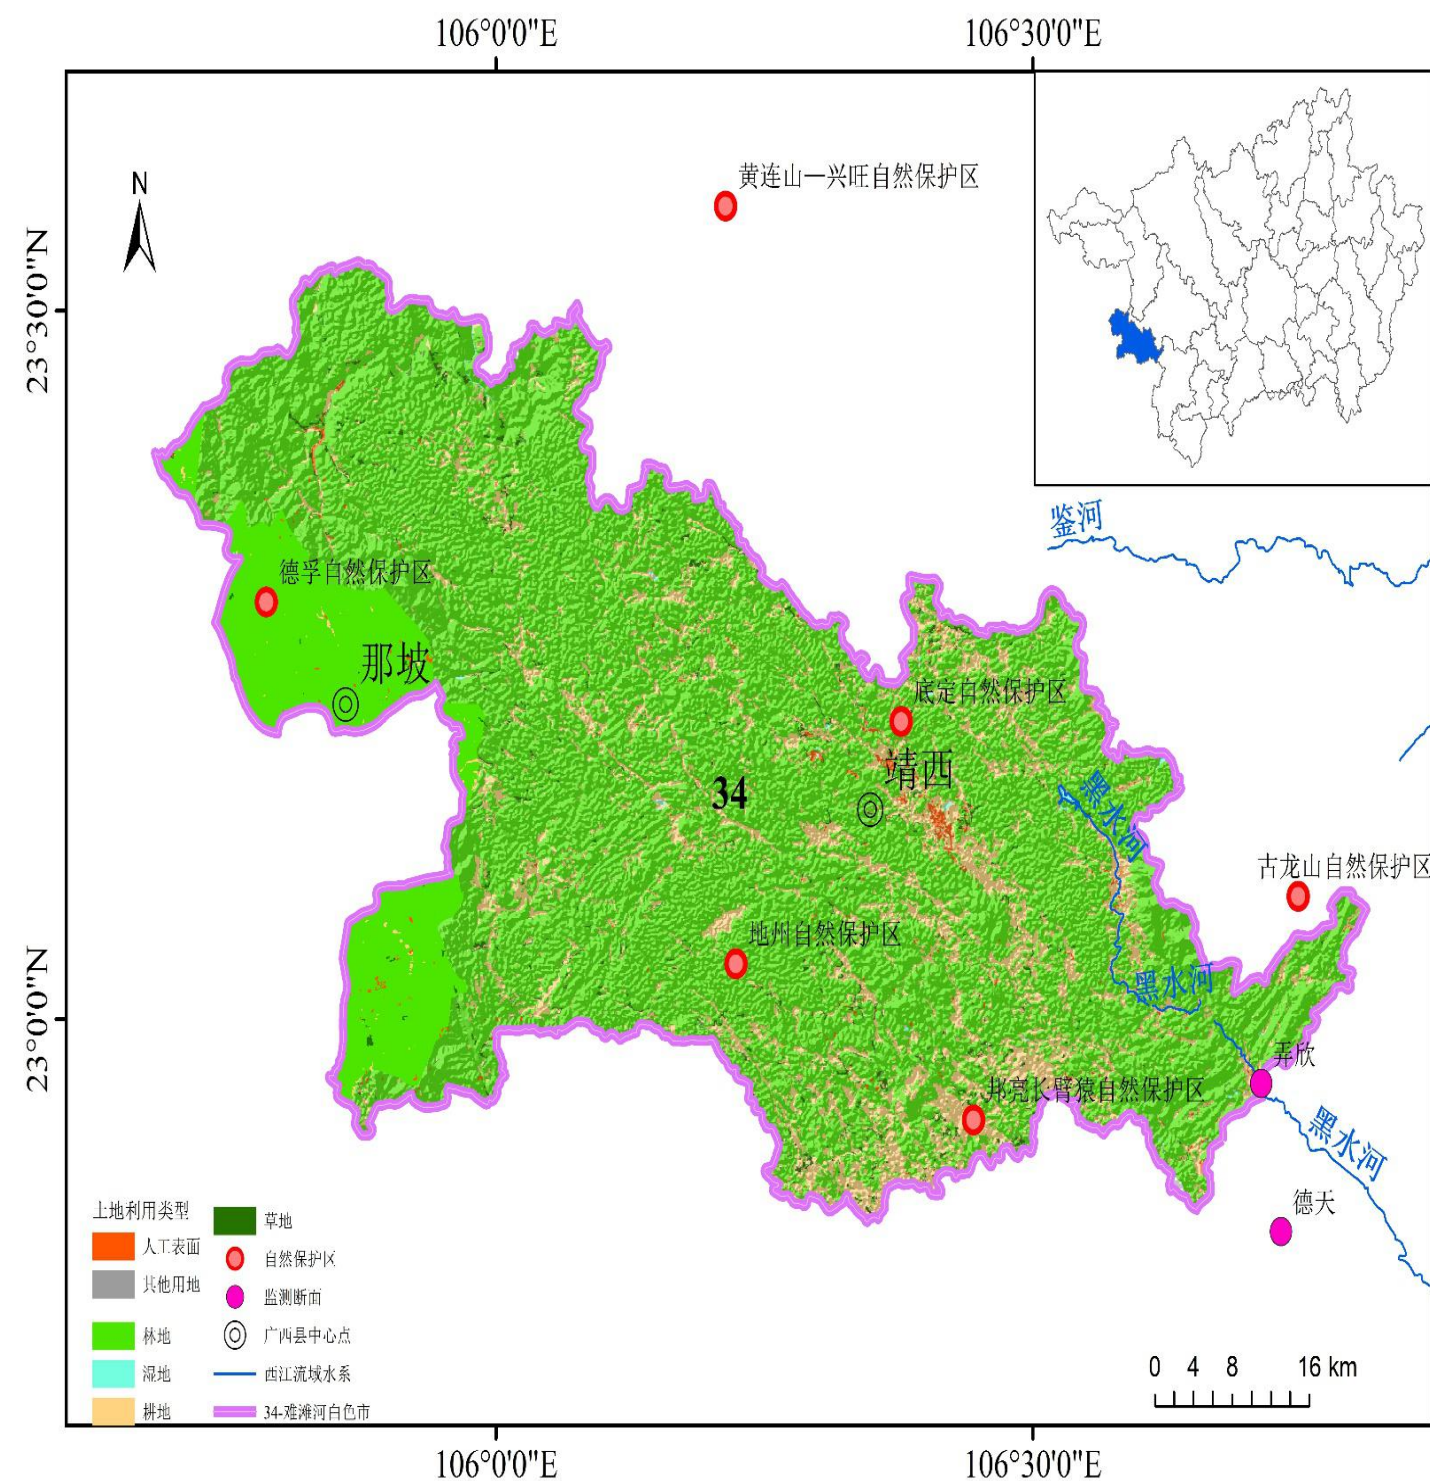 106°0'0"E
106°30'0"E
N
黄连山—兴旺自然保护区
23°30'0"N
鉴河
德孚自然保护区
那坡
底定自然保护区
靖西
34
黑水河
古龙山自然保护区
地州自然保护区
黑水河
23°0'0"N
弄欣
邦亮长臂猿自然保护区
黑水河
德天
土地利用类型
人工表面
其他用地
林地
湿地
耕地
草地
自然保护区
监测断面
广西县中心点
西江流域水系
34-难滩河白色市
0 4 8 16 km
106°0'0"E
106°30'0"E